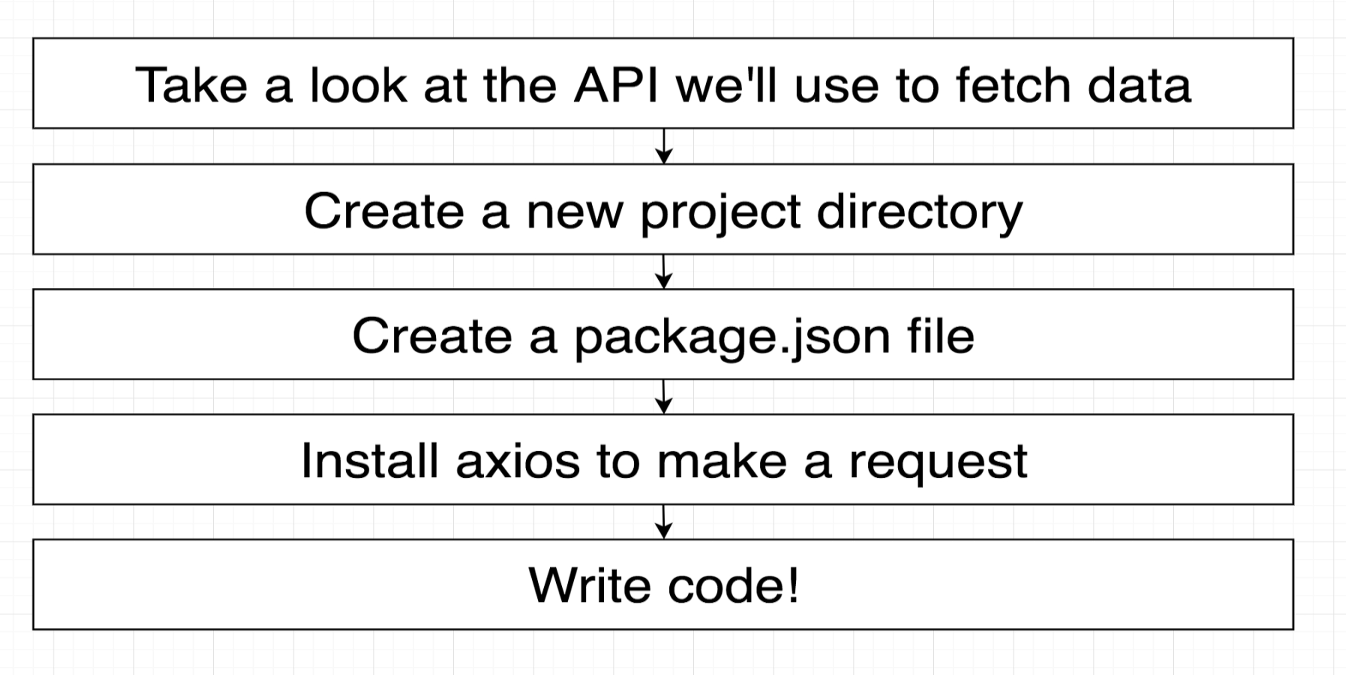 Take a look at the API we'll use to fetch data
Create a new project directory
Create a package.json file
Install axios to make a request
Write code!